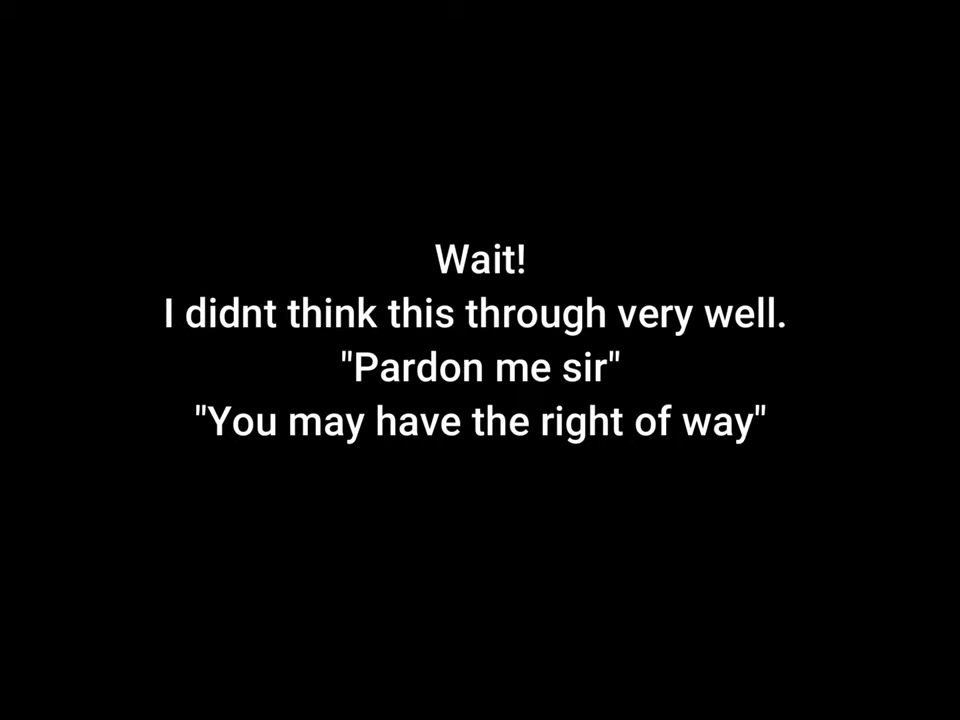 Wait!
I didnt think this through very well.
"Pardon me sir"
"You may have the right of way"